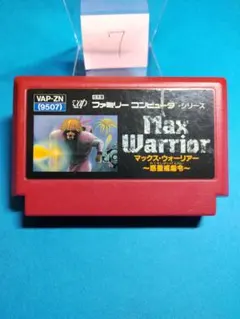 7
VAP-ZN
(9507)
VAP
ファミリーコンピュータ・シリーズ
Max
Warrior
マックス・ウォーリアー
～惑星戒厳令～